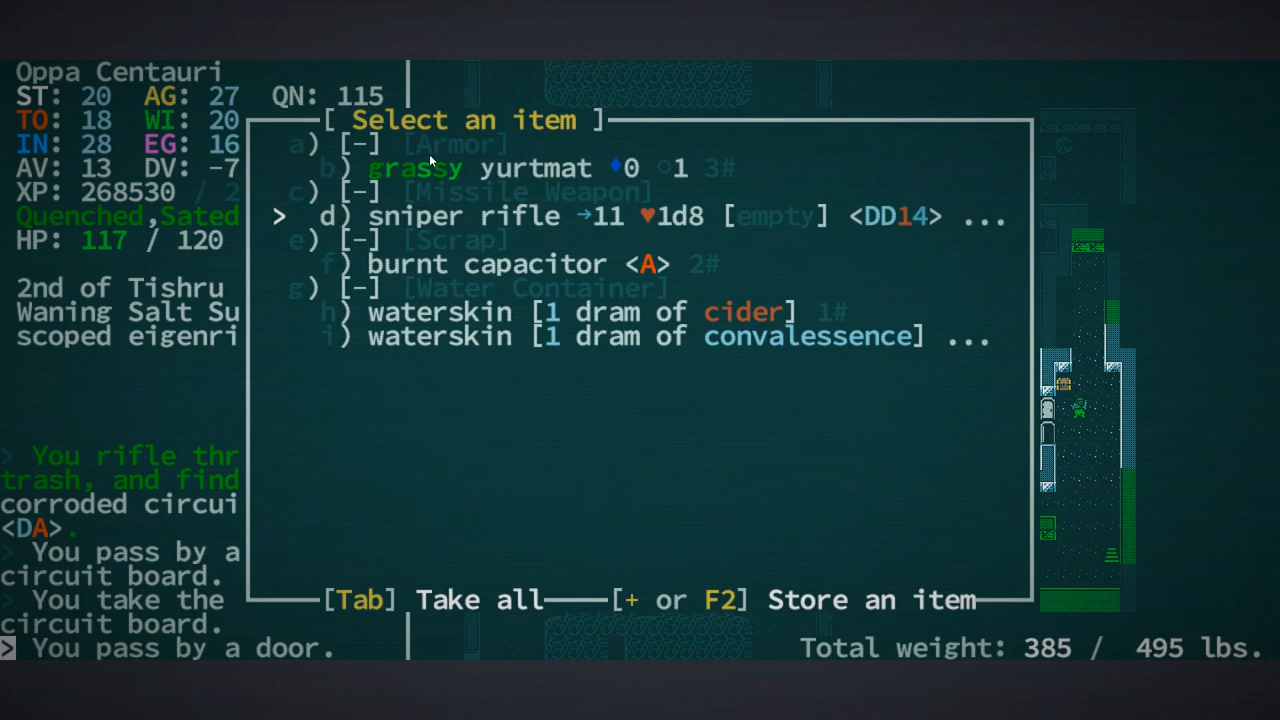 Oppa Centauri
ST: 20 AG: 27 QN: 115
TO: 18 WI: 20
IN: 28 EG: 16
AV: 13 DV: -7
XP: 268530 / 2
Quenched,Sated
HP: 117 / 120
2nd of Tishru
Waning Salt Su
scoped eigenri
[ Select an item ]
a) [-] [Armor]
b) grassy yurtmat ♦0 ○1 3#
c) [-] [Missile Weapon]
> d) sniper rifle →11 ♥1d8 [empty] <DD14> ...
e) [-] [Scrap]
f) burnt capacitor <A> 2#
g) [-] [Water Container]
h) waterskin [1 dram of cider] 1#
i) waterskin [1 dram of convalessence] ...
[Tab] Take all [+ or F2] Store an item
> You rifle thr
trash, and find
corroded circui
<DA>.
> You pass by a
circuit board.
> You take the
circuit board.
> You pass by a door.
Total weight: 385 / 495 lbs.